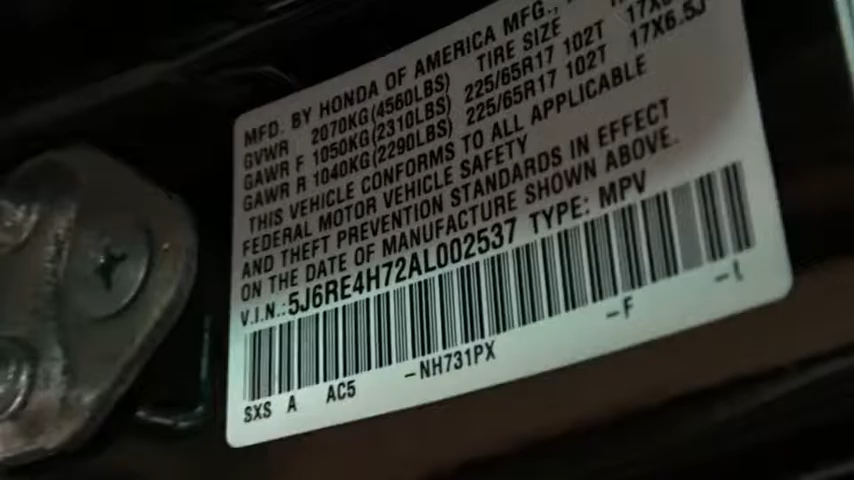 MFD. BY HONDA OF AMERICA MFG.,
GVWR 2070KG(4560LBS) TIRE SIZE
GAWR F 1050KG(2310LBS) 225/65R17 102T 17X6.5J
GAWR R 1040KG(2290LBS) 225/65R17 102T 17X6.5J
THIS VEHICLE CONFORMS TO ALL APPLICABLE
FEDERAL MOTOR VEHICLE SAFETY
AND THEFT PREVENTION STANDARDS IN EFFECT
ON THE DATE OF MANUFACTURE SHOWN ABOVE.
V.I.N.:5J6RE4H72AL002537 TYPE: MPV
SXS A AC5 -NH731PX -F -1